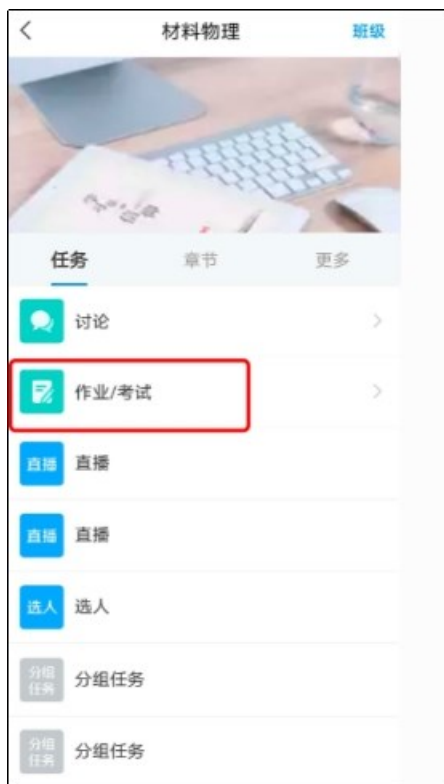 材料物理 班级
任务 章节 更多
讨论
作业/考试
直播 直播
直播 直播
选人 选人
分组
任务 分组任务
分组
任务 分组任务